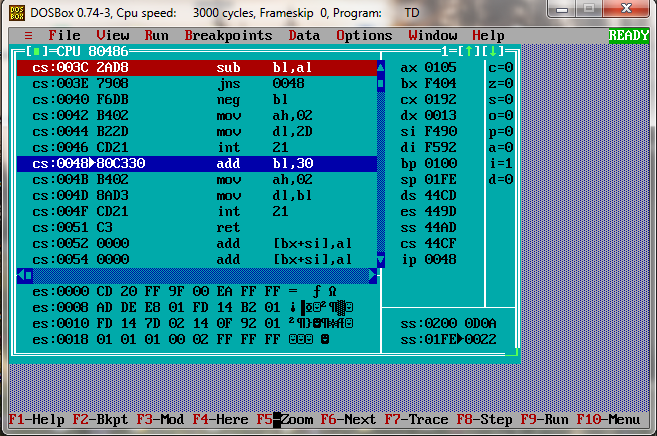 DOSBox 0.74-3, Cpu speed: 3000 cycles, Frameskip 0, Program: TD
≡ File View Run Breakpoints Data Options Window Help READY
[■]=CPU 80486 1=[↑][↓]
cs:003C 2AD8 sub bl,al ax 0105 c=0
cs:003E 7908 jns 0048 bx F404 z=0
cs:0040 F6DB neg bl cx 0192 s=0
cs:0042 B402 mov ah,02 dx 0013 o=0
cs:0044 B22D mov dl,2D si F490 p=0
cs:0046 CD21 int 21 di F592 a=0
cs:0048►80C330 add bl,30 bp 0100 i=1
cs:004B B402 mov ah,02 sp 01FE d=0
cs:004D 8AD3 mov dl,bl ds 44CD
cs:004F CD21 int 21 es 449D
cs:0051 C3 ret ss 44AD
cs:0052 0000 add [bx+si],al cs 44CF
cs:0054 0000 add [bx+si],al ip 0048
es:0000 CD 20 FF 9F 00 EA FF FF = ƒ Ω
es:0008 AD DE E8 01 FD 14 B2 01
es:0010 FD 14 7D 02 14 0F 92 01 ss:0200 0D0A
es:0018 01 01 01 00 02 FF FF FF ss:01FE►0022
F1-Help F2-Bkpt F3-Mod F4-Here F5-Zoom F6-Next F7-Trace F8-Step F9-Run F10-Menu